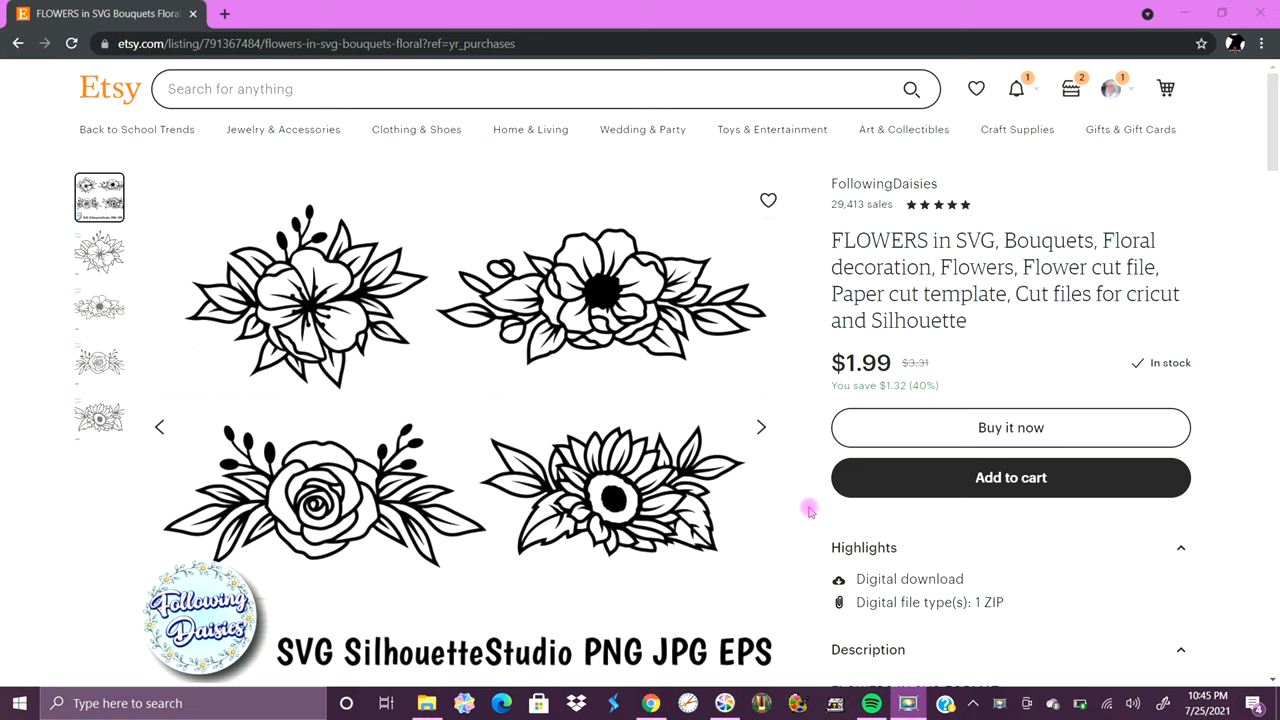 FLOWERS in SVG Bouquets Floral
etsy.com/listing/791367484/flowers-in-svg-bouquets-floral?ref=yr_purchases
Etsy
Search for anything
1
2
1
Back to School Trends
Jewelry & Accessories
Clothing & Shoes
Home & Living
Wedding & Party
Toys & Entertainment
Art & Collectibles
Craft Supplies
Gifts & Gift Cards
FollowingDaisies
29,413 sales
FLOWERS in SVG, Bouquets, Floral
decoration, Flowers, Flower cut file,
Paper cut template, Cut files for cricut
and Silhouette
$1.99 $3.31
In stock
You save $1.32 (40%)
Buy it now
Add to cart
Highlights
Digital download
Digital file type(s): 1 ZIP
Description
Following
Daisies
SVG SilhouetteStudio PNG JPG EPS
Type here to search
10:45 PM
7/25/2021
4